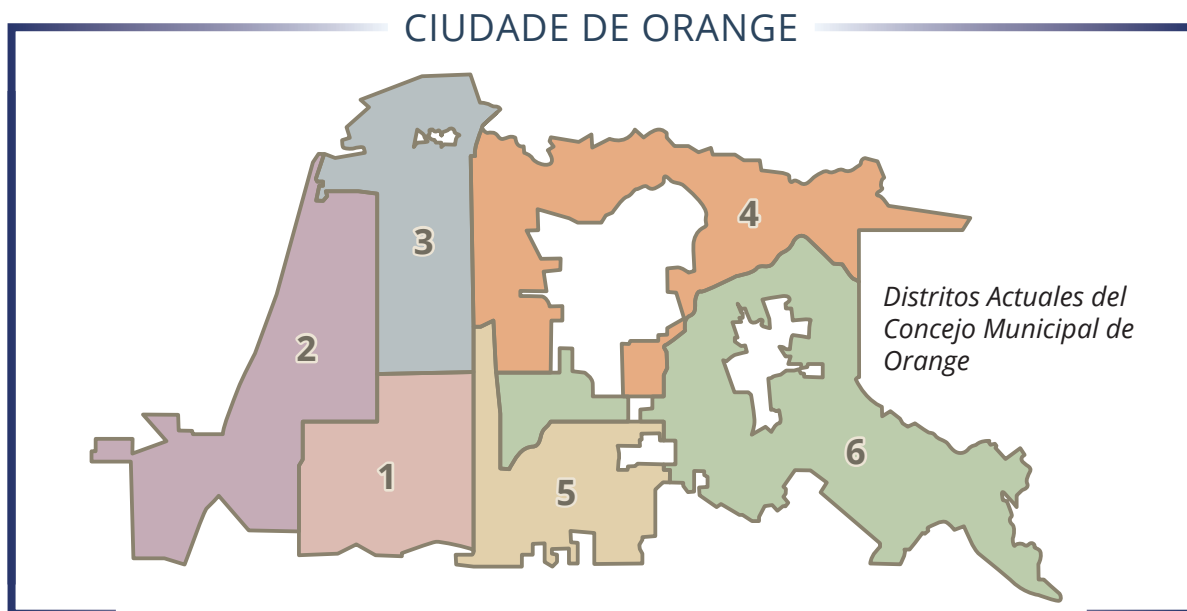 CIUDADE DE ORANGE
3
4
Distritos Actuales del
Concejo Municipal de
Orange
2
1
5
6